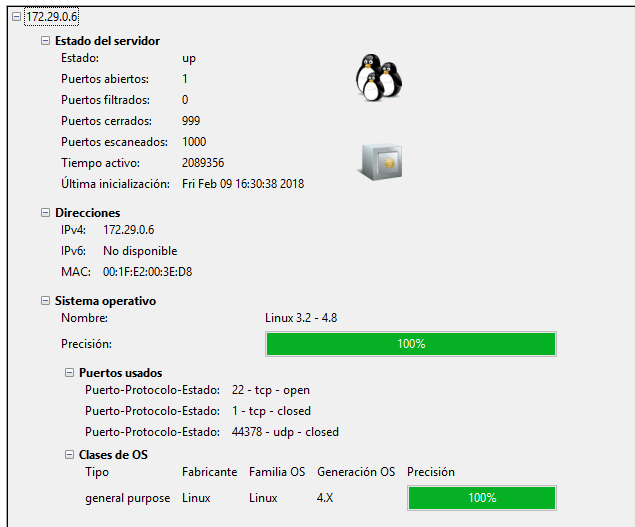 172.29.0.6
Estado del servidor
Estado: up
Puertos abiertos: 1
Puertos filtrados: 0
Puertos cerrados: 999
Puertos escaneados: 1000
Tiempo activo: 2089356
Última inicialización: Fri Feb 09 16:30:38 2018
Direcciones
IPv4: 172.29.0.6
IPv6: No disponible
MAC: 00:1F:E2:00:3E:D8
Sistema operativo
Nombre: Linux 3.2 - 4.8
Precisión: 100%
Puertos usados
Puerto-Protocolo-Estado: 22 - tcp - open
Puerto-Protocolo-Estado: 1 - tcp - closed
Puerto-Protocolo-Estado: 44378 - udp - closed
Clases de OS
Tipo Fabricante Familia OS Generación OS Precisión
general purpose Linux Linux 4.X 100%